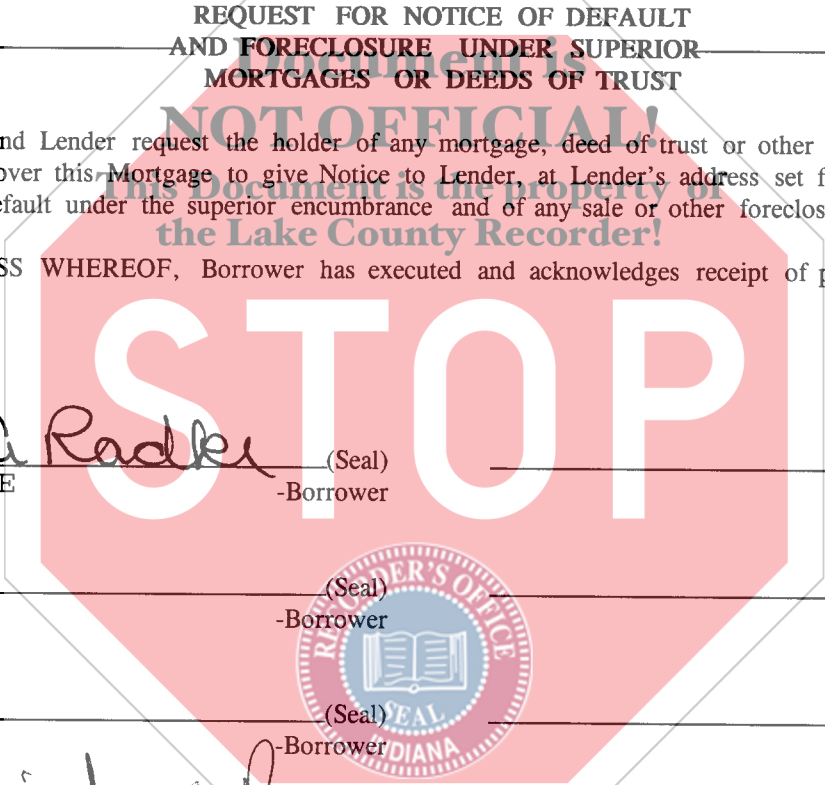 REQUEST FOR NOTICE OF DEFAULT
AND FORECLOSURE UNDER SUPERIOR
Document is
MORTGAGES OR DEEDS OF TRUST
NOT OFFICIAL!
nd Lender request the holder of any mortgage, deed of trust or other
over this Mortgage to give Notice to Lender, at Lender's address set f
This Document is the property of
efault under the superior encumbrance and of any sale or other foreclos
the Lake County Recorder!
SS WHEREOF, Borrower has executed and acknowledges receipt of p
STOP
Radke (Seal)
E -Borrower
(Seal)
-Borrower
RECORDER'S OFFICE
(Seal)
SEAL
-Borrower
INDIANA